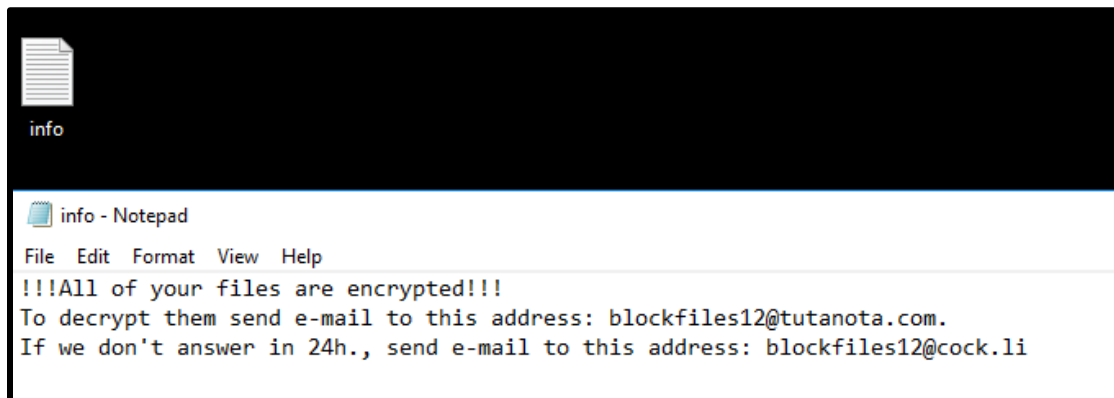 info
info - Notepad
File Edit Format View Help
!!!All of your files are encrypted!!!
To decrypt them send e-mail to this address: blockfiles12@tutanota.com.
If we don't answer in 24h., send e-mail to this address: blockfiles12@cock.li